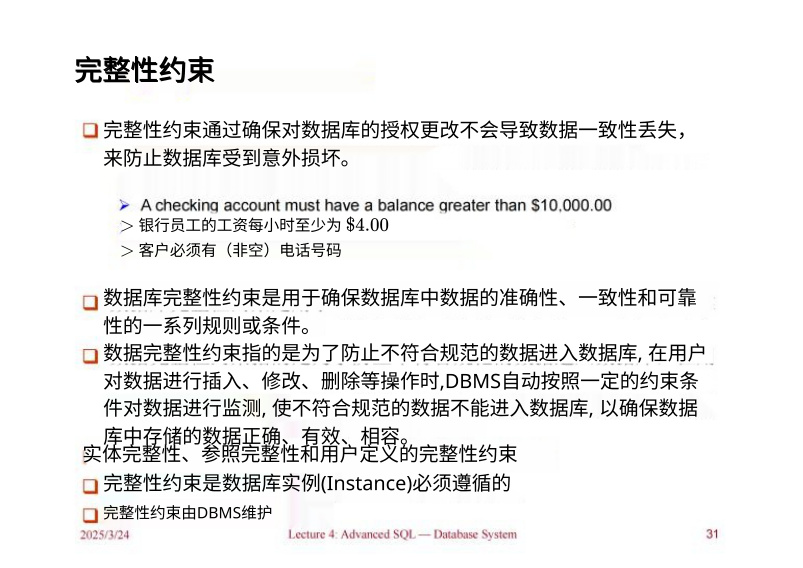 完整性约束
完整性约束通过确保对数据库的授权更改不会导致数据一致性丢失，
来防止数据库受到意外损坏。
A checking account must have a balance greater than $10,000.00
> 银行员工的工资每小时至少为 $4.00
> 客户必须有（非空）电话号码
数据库完整性约束是用于确保数据库中数据的准确性、一致性和可靠
性的一系列规则或条件。
数据完整性约束指的是为了防止不符合规范的数据进入数据库, 在用户
对数据进行插入、修改、删除等操作时,DBMS自动按照一定的约束条
件对数据进行监测, 使不符合规范的数据不能进入数据库, 以确保数据
库中存储的数据正确、有效、相容。
实体完整性、参照完整性和用户定义的完整性约束
完整性约束是数据库实例(Instance)必须遵循的
完整性约束由DBMS维护
2025/3/24 Lecture 4: Advanced SQL — Database System 31